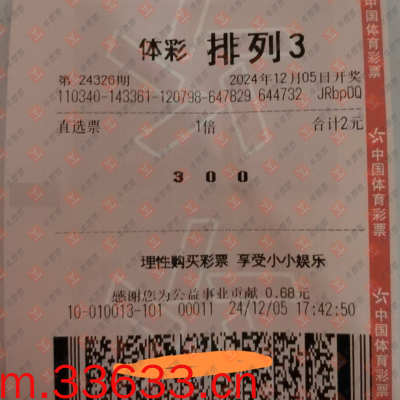 体彩 排列3
第 24326期 2024年12月05日开奖
110340-143361-120798-647829 644732 JRbpOQ
直选票 1倍 合计2元
3 0 0
理性购买彩票 享受小小娱乐
感谢您为公益事业贡献 0.68元
10-010013-101 00011 24/12/05 17:42:50
m.33633.cn
中国体育彩票
中国体育彩票
中国体育彩票